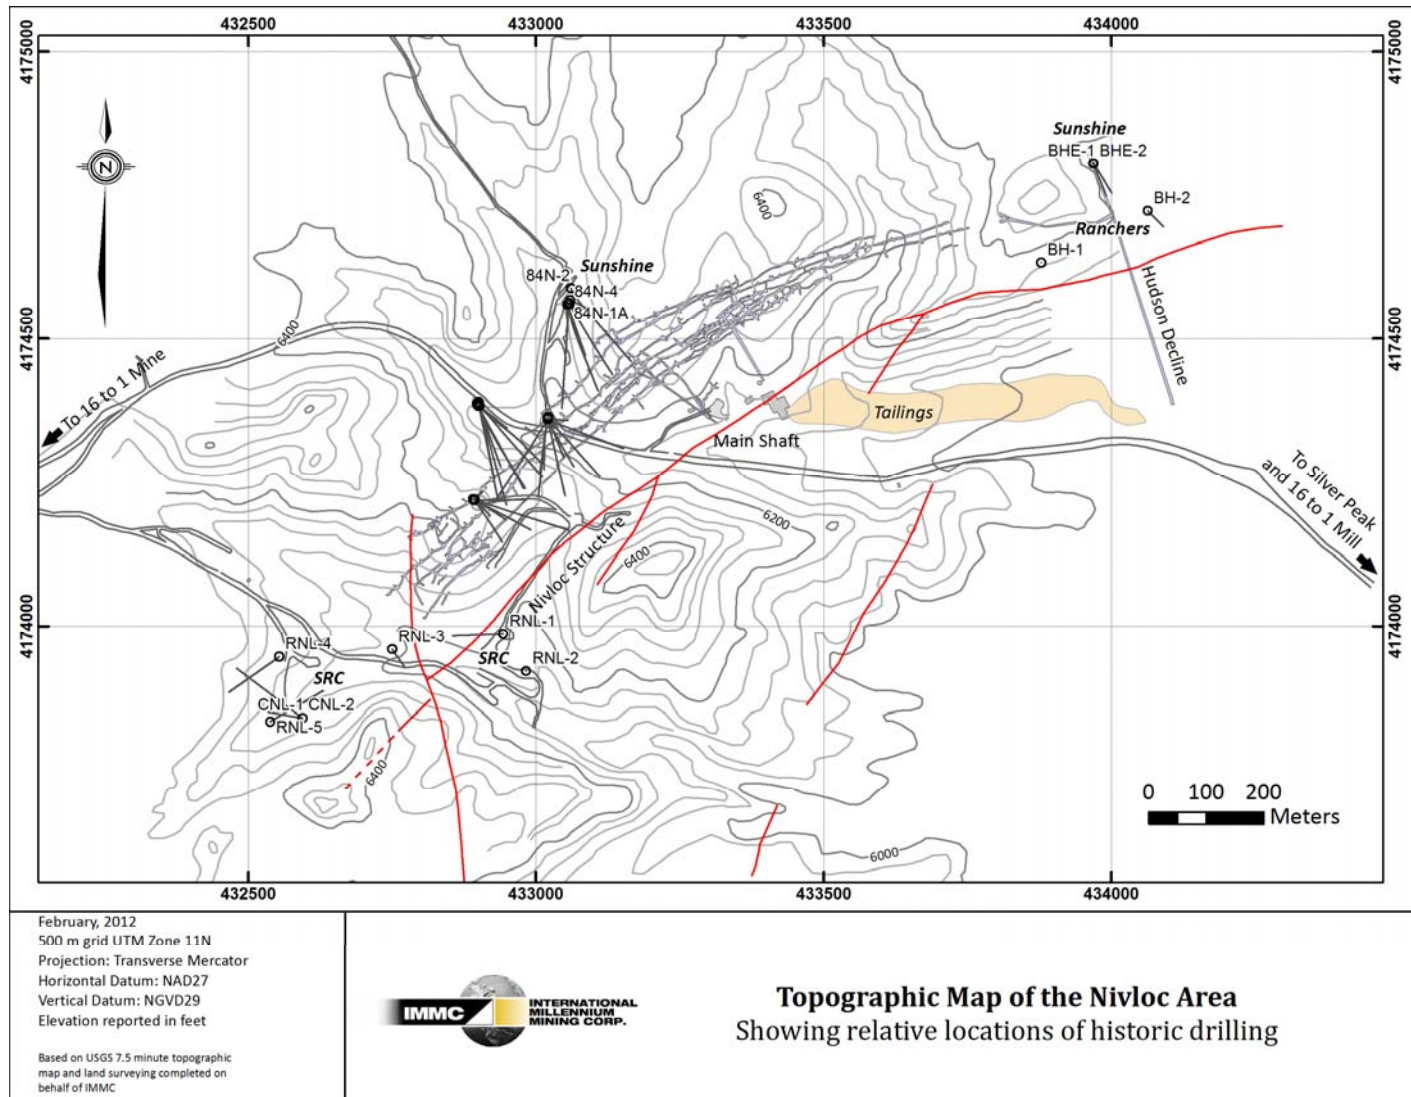 432500 433000 433500 434000
4175000
4175000
Sunshine
BHE-1 BHE-2
6400
BH-2
Ranchers
BH-1
84N-2 Sunshine
84N-4
84N-1A
Hudson Decline
4174500
4174500
6400
To 16 to 1 Mine
Tailings
Main Shaft
To Silver Peak
and 16 to 1 Mill
6200
6400
Nivloc Structure
4174000
4174000
RNL-1
RNL-3
RNL-4
SRC
RNL-2
SRC
CNL-1 CNL-2
RNL-5
6400
0 100 200
Meters
6000
432500 433000 433500 434000
February, 2012
500 m grid UTM Zone 11N
Projection: Transverse Mercator
Horizontal Datum: NAD27
Vertical Datum: NGVD29
Elevation reported in feet
Based on USGS 7.5 minute topographic
map and land surveying completed on
behalf of IMMC
IMMC
INTERNATIONAL
MILLENNIUM
MINING CORP.
Topographic Map of the Nivloc Area
Showing relative locations of historic drilling
N